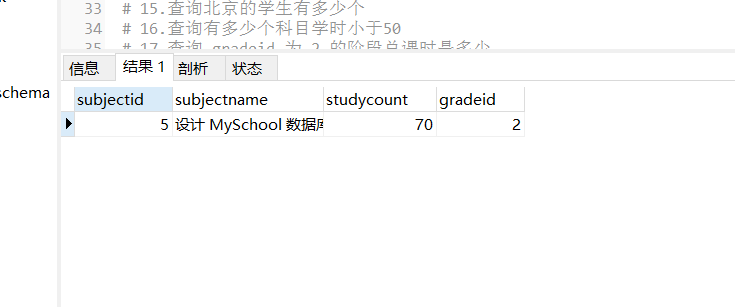 33 # 15.查询北京的学生有多少个
34 # 16.查询有多少个科目学时小于50
35 # 17.查询 gradeid 为 2 的阶段总课时是多少
信息 结果 1 剖析 状态
schema
subjectid subjectname studycount gradeid
5 设计 MySchool 数据库 70 2